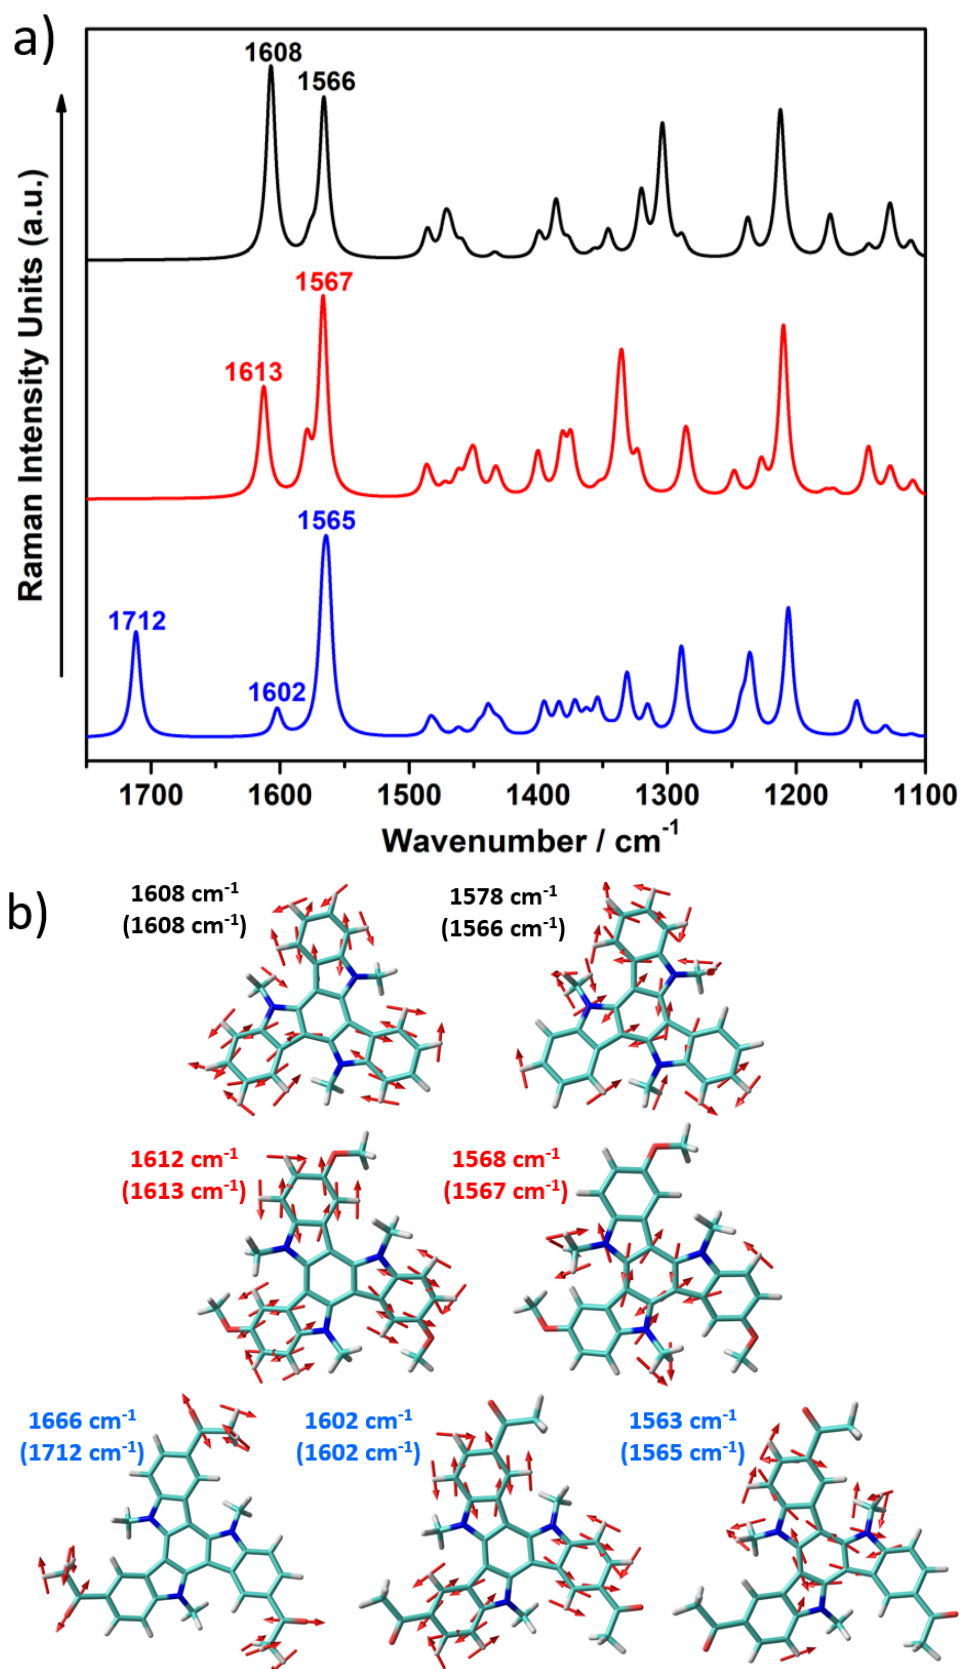 a)
1608
1566
1567
1613
1565
1712
1602
Raman Intensity Units (a.u.)
1700 1600 1500 1400 1300 1200 1100
Wavenumber / cm⁻¹
b)
1608 cm⁻¹
(1608 cm⁻¹)
1578 cm⁻¹
(1566 cm⁻¹)
1612 cm⁻¹
(1613 cm⁻¹)
1568 cm⁻¹
(1567 cm⁻¹)
1666 cm⁻¹
(1712 cm⁻¹)
1602 cm⁻¹
(1602 cm⁻¹)
1563 cm⁻¹
(1565 cm⁻¹)